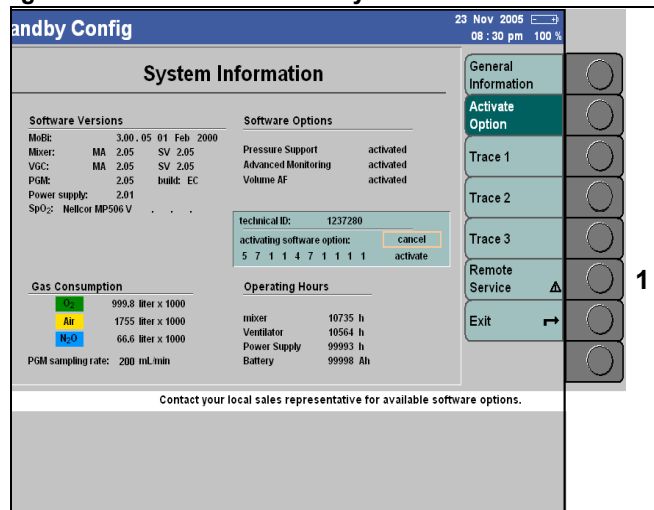 andby Config
23 Nov 2005
08 : 30 pm 100 %
System Information
Software Versions
MoBi: 3.00.05 01 Feb 2000
Mixer: MA 2.05 SV 2.05
VGC: MA 2.05 SV 2.05
PGM: 2.05 build: EC
Power supply: 2.01
SpO₂: Nellcor MP506 V . . .
Software Options
Pressure Support activated
Advanced Monitoring activated
Volume AF activated
technical ID: 1237280
activating software option: cancel
5 7 1 1 4 7 1 1 1 1 activate
Gas Consumption
O₂ 999.8 liter x 1000
Air 1755 liter x 1000
N₂O 66.6 liter x 1000
PGM sampling rate: 200 mL/min
Operating Hours
mixer 10735 h
Ventilator 10564 h
Power Supply 99993 h
Battery 99998 Ah
Contact your local sales representative for available software options.
General
Information
Activate
Option
Trace 1
Trace 2
Trace 3
Remote
Service
Exit
1